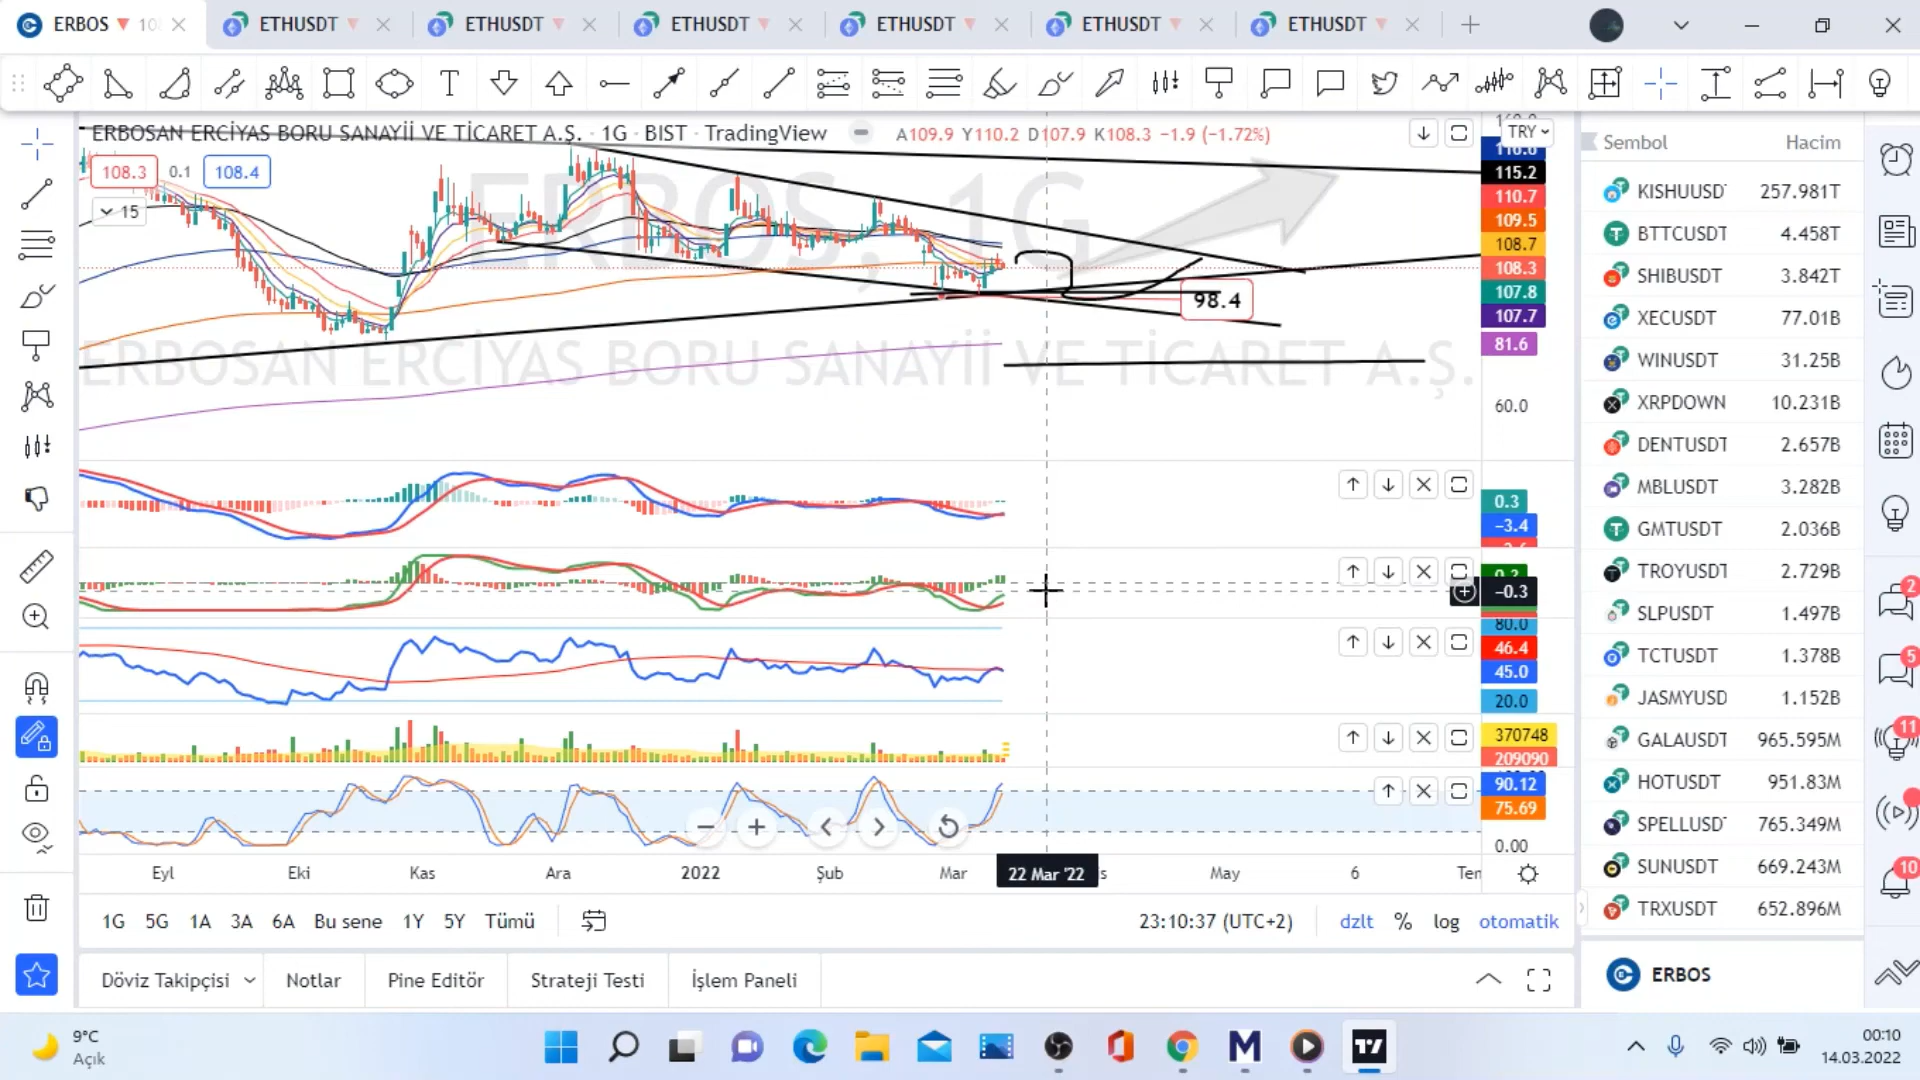 ERBOS 10
ETHUSDT
ETHUSDT
ETHUSDT
ETHUSDT
ETHUSDT
ETHUSDT
ERBOSAN ERCİYAS BORU SANAYİİ VE TİCARET A.Ş. · 1G · BIST · TradingView
A109.9 Y110.2 D107.9 K108.3 −1.9 (−1.72%)
108.3 0.1 108.4
15
ERBOS, 1G
ERBOSAN ERCİYAS BORU SANAYİİ VE TİCARET A.Ş.
98.4
TRY
115.2
110.7
109.5
108.7
108.3
107.8
107.7
81.6
60.0
0.3
−3.4
−0.3
80.0
46.4
45.0
20.0
370748
209090
90.12
75.69
0.00
Eyl
Eki
Kas
Ara
2022
Şub
Mar
22 Mar '22
May
6
1G 5G 1A 3A 6A Bu sene 1Y 5Y Tümü
23:10:37 (UTC+2)
dzlt % log otomatik
Döviz Takipçisi
Notlar
Pine Editör
Strateji Testi
İşlem Paneli
Sembol Hacim
KISHUUSD 257.981T
BTTCUSDT 4.458T
SHIBUSDT 3.842T
XECUSDT 77.01B
WINUSDT 31.25B
XRPDOWN 10.231B
DENTUSDT 2.657B
MBLUSDT 3.282B
GMTUSDT 2.036B
TROYUSDT 2.729B
SLPUSDT 1.497B
TCTUSDT 1.378B
JASMYUSD 1.152B
GALAUSDT 965.595M
HOTUSDT 951.83M
SPELLUSD 765.349M
SUNUSDT 669.243M
TRXUSDT 652.896M
ERBOS
2
5
11
10
9°C
Açık
00:10
14.03.2022